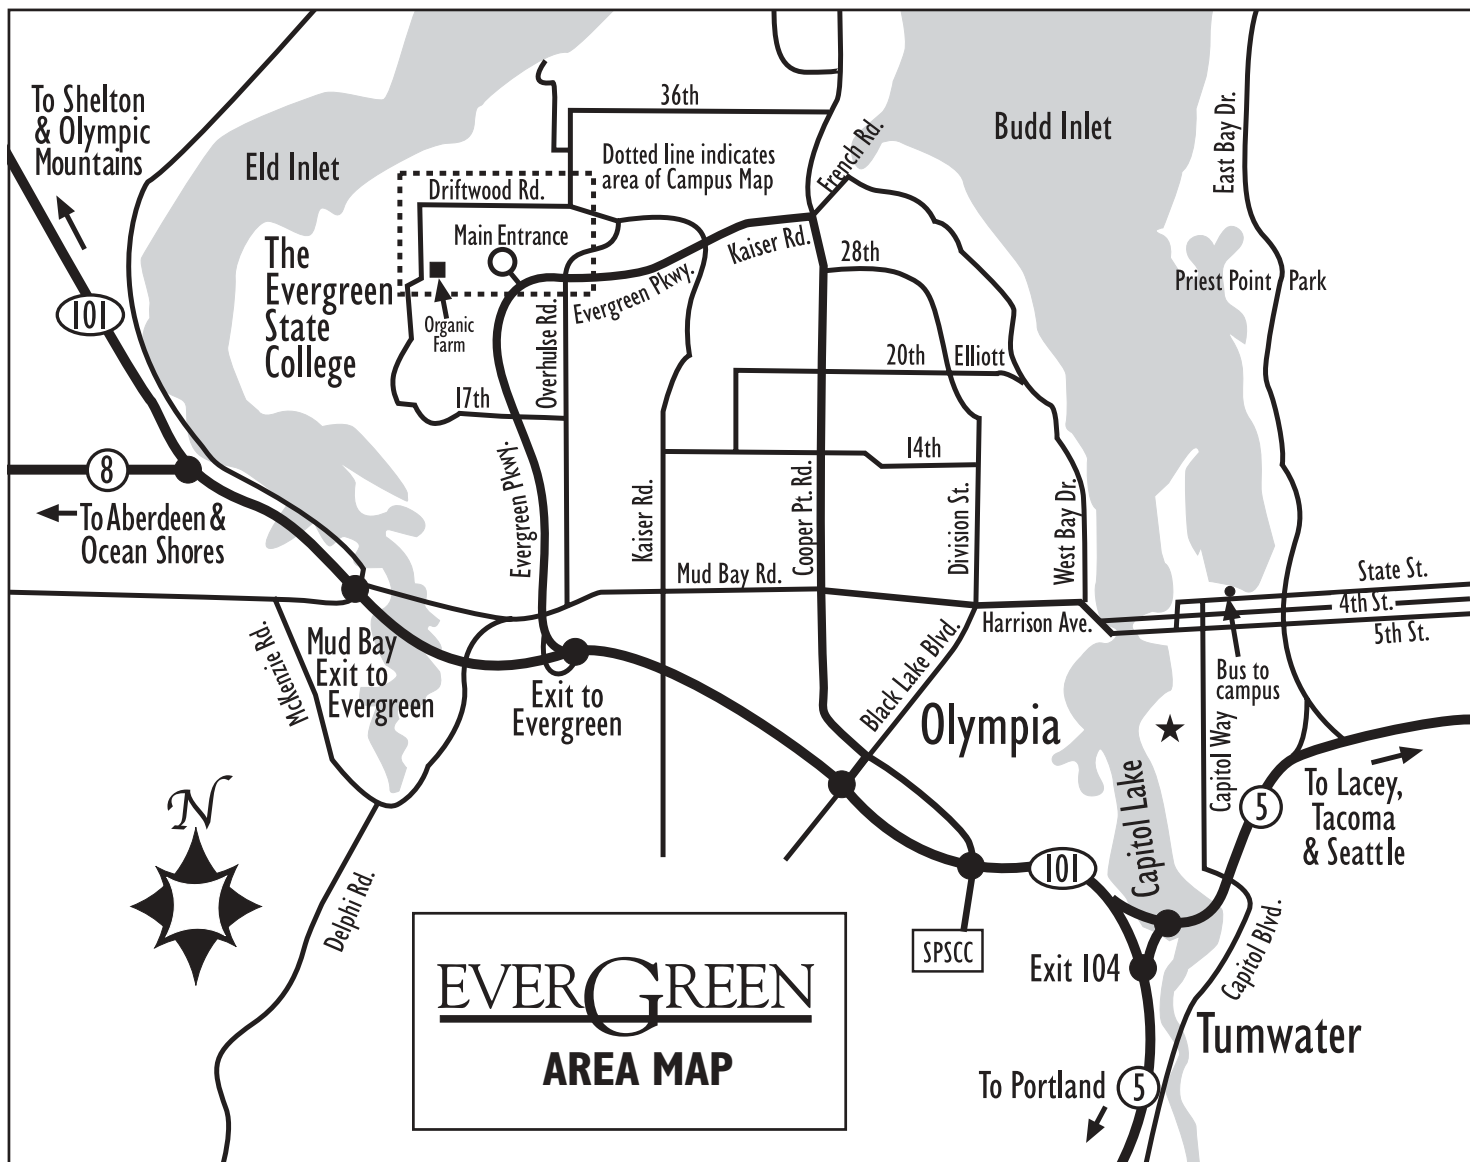 To Shelton
& Olympic
Mountains
Eld Inlet
36th
Dotted line indicates
area of Campus Map
French Rd.
Budd Inlet
East Bay Dr.
Driftwood Rd.
Main Entrance
The
Evergreen
State
College
Organic
Farm
Kaiser Rd.
Evergreen Pkwy.
28th
Priest Point Park
101
Overhulse Rd.
20th
Elliott
17th
14th
8
To Aberdeen &
Ocean Shores
Evergreen Pkwy.
Kaiser Rd.
Cooper Pt. Rd.
Division St.
West Bay Dr.
Mud Bay Rd.
State St.
4th St.
5th St.
Harrison Ave.
McKenzie Rd.
Mud Bay
Exit to
Evergreen
Exit to
Evergreen
Black Lake Blvd.
Olympia
Bus to
campus
Capitol Way
Capitol Lake
5
To Lacey,
Tacoma
& Seattle
N
101
Delphi Rd.
SPSCC
Exit 104
Capitol Blvd.
Tumwater
To Portland
5
EVERGREEN
AREA MAP